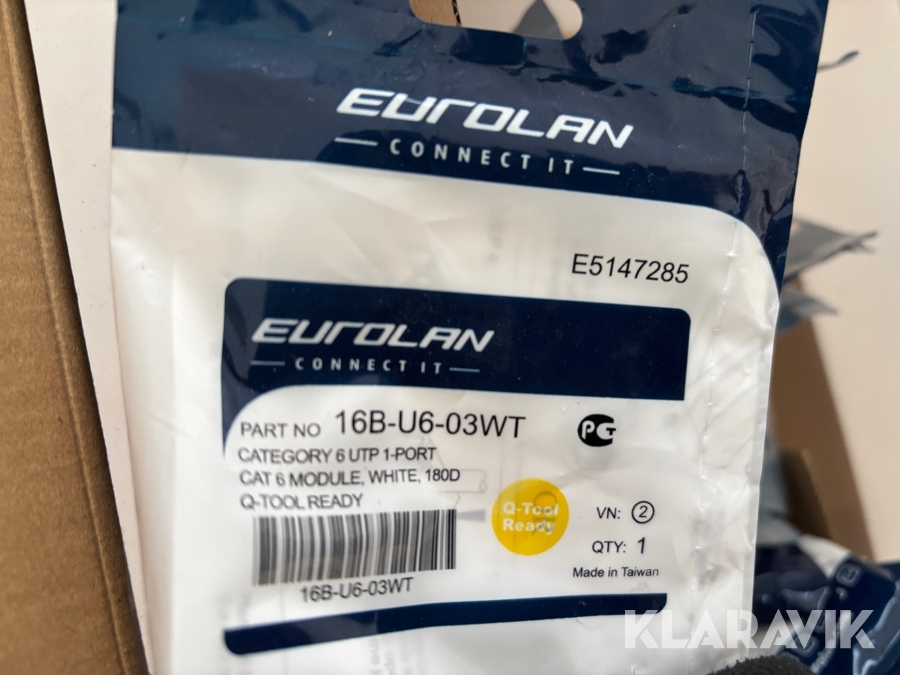 EUROLAN
CONNECT IT
E5147285
EUROLAN
CONNECT IT
PART NO 16B-U6-03WT
CATEGORY 6 UTP 1-PORT
CAT 6 MODULE, WHITE, 180D
Q-TOOL READY
Q-Tool
Ready
VN: 2
QTY: 1
16B-U6-03WT
Made in Taiwan
KLARAVIK